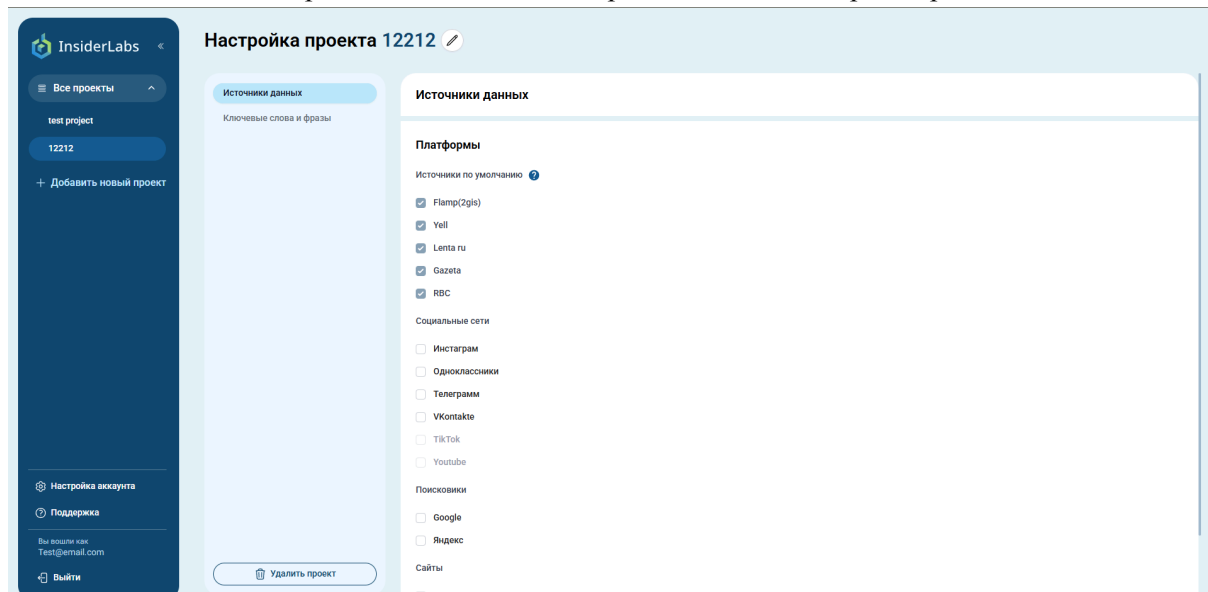 InsiderLabs «
Все проекты
test project
12212
+ Добавить новый проект
Настройка аккаунта
Поддержка
Вы вошли как
Test@email.com
Выйти
Настройка проекта 12212
Источники данных
Ключевые слова и фразы
Удалить проект
Источники данных
Платформы
Источники по умолчанию ?
Flamp(2gis)
Yell
Lenta ru
Gazeta
RBC
Социальные сети
Инстаграм
Одноклассники
Телеграмм
VKontakte
TikTok
Youtube
Поисковики
Google
Яндекс
Сайты